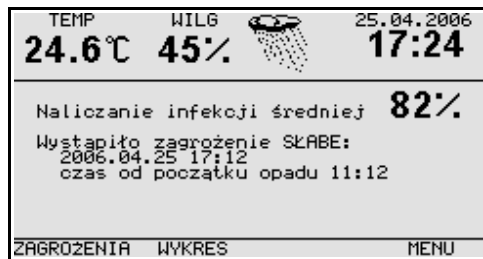 TEMP WILG 25.04.2006
24.6℃ 45% 17:24
Naliczanie infekcji średniej 82%
Wystąpiło zagrożenie SŁABE:
2006.04.25 17:12
czas od początku opadu 11:12
ZAGROŻENIA WYKRES MENU